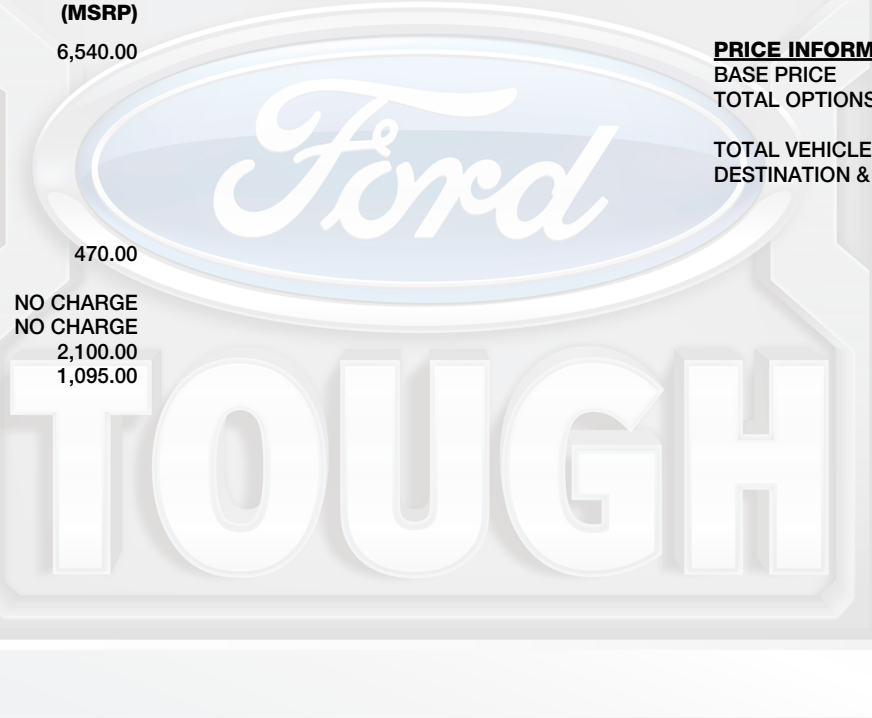 (MSRP)
6,540.00
470.00
NO CHARGE
NO CHARGE
2,100.00
1,095.00
PRICE INFORM
BASE PRICE
TOTAL OPTIONS
TOTAL VEHICLE
DESTINATION &
Ford
TOUGH